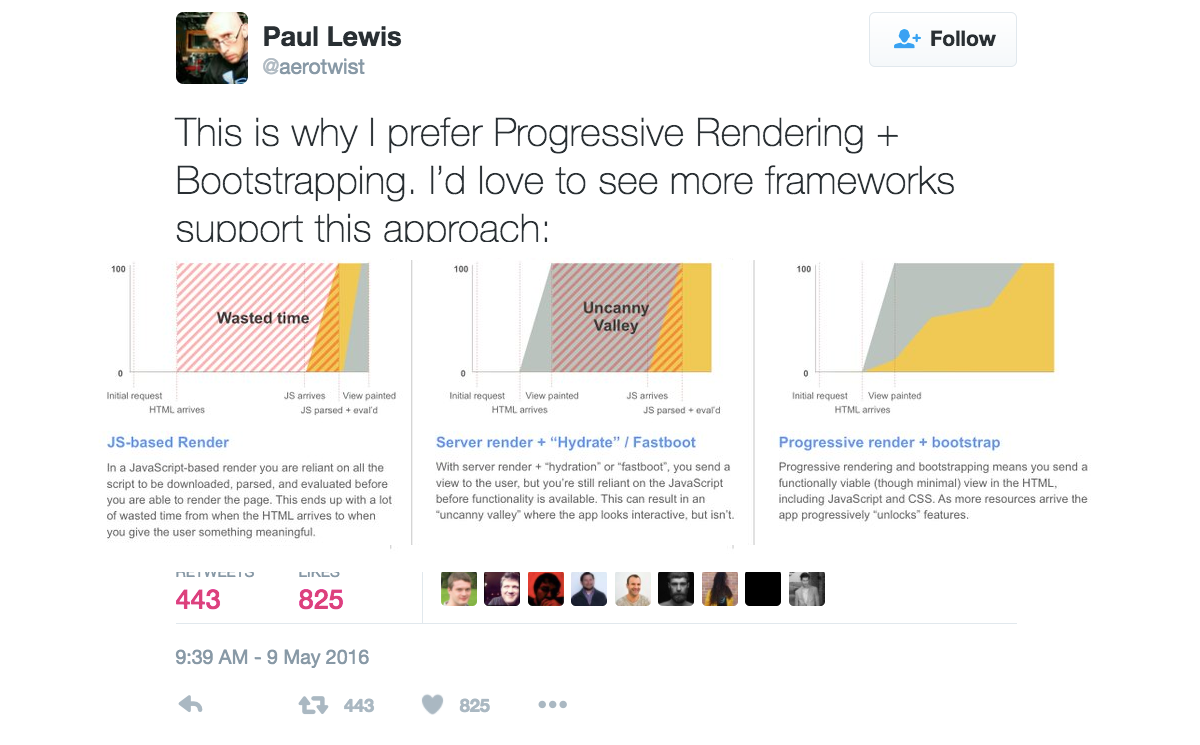 Paul Lewis
@aerotwist
Follow
This is why I prefer Progressive Rendering +
Bootstrapping. I’d love to see more frameworks
support this approach:
100
Wasted time
0
Initial request
JS arrives
View painted
HTML arrives
JS parsed + eval’d
JS-based Render
In a JavaScript-based render you are reliant on all the
script to be downloaded, parsed, and evaluated before
you are able to render the page. This ends up with a lot
of wasted time from when the HTML arrives to when
you give the user something meaningful.
100
Uncanny
Valley
0
Initial request
View painted
JS arrives
HTML arrives
JS parsed + eval’d
Server render + “Hydrate” / Fastboot
With server render + “hydration” or “fastboot”, you send a
view to the user, but you’re still reliant on the JavaScript
before functionality is available. This can result in an
“uncanny valley” where the app looks interactive, but isn’t.
100
0
Initial request
View painted
HTML arrives
Progressive render + bootstrap
Progressive rendering and bootstrapping means you send a
functionally viable (though minimal) view in the HTML,
including JavaScript and CSS. As more resources arrive the
app progressively “unlocks” features.
RETWEETS
LIKES
443
825
9:39 AM - 9 May 2016
443
825